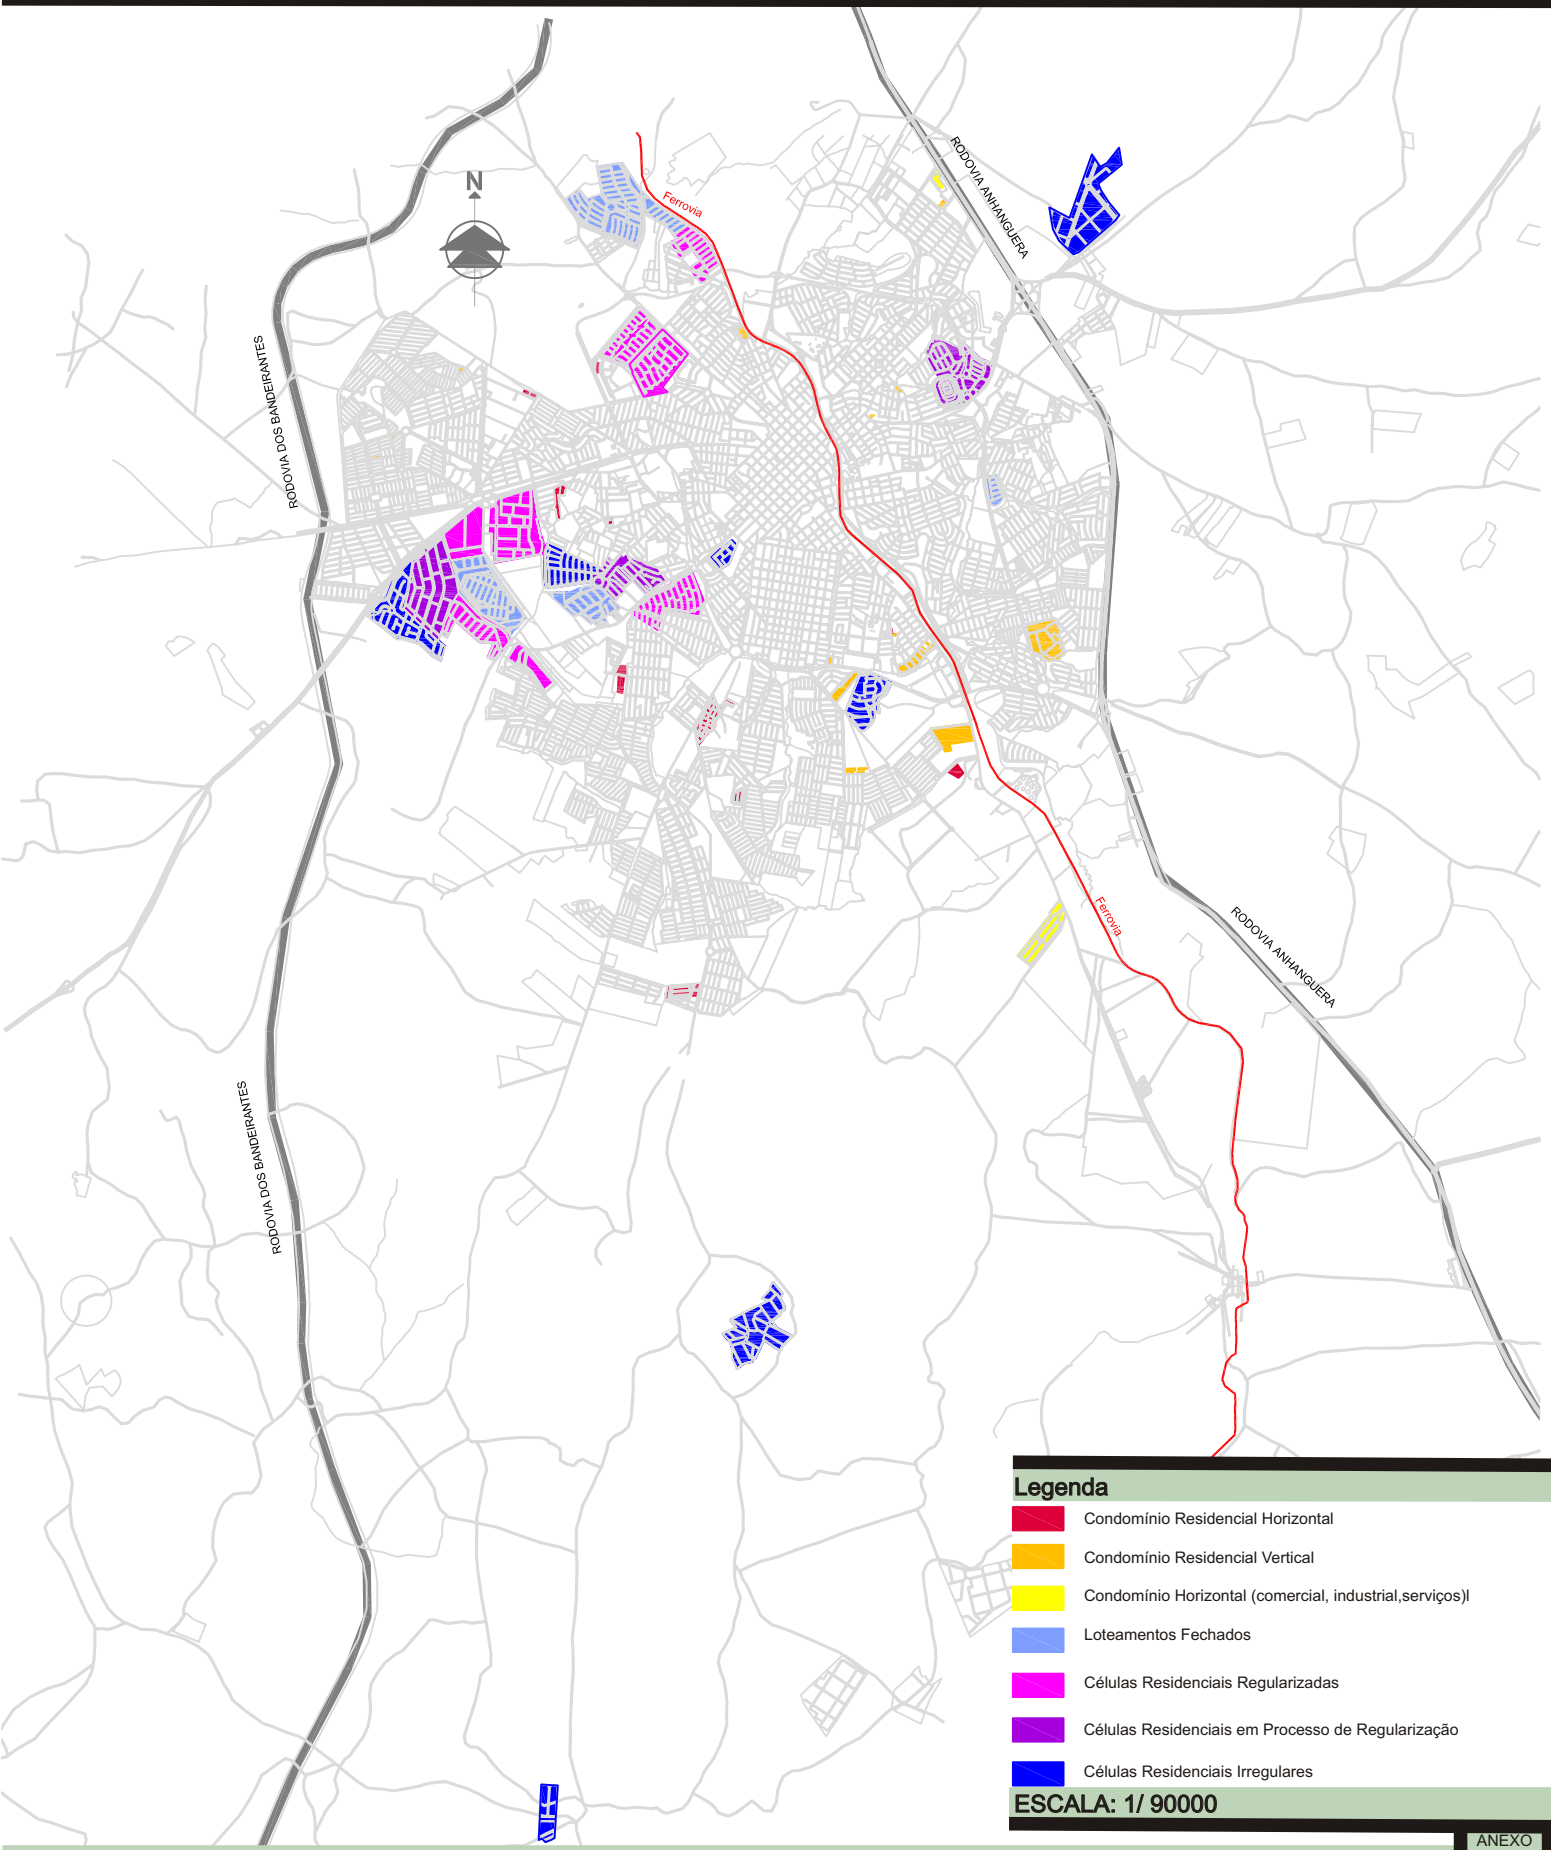 N
Ferrovia
RODOVIA ANHANGUERA
RODOVIA DOS BANDEIRANTES
Ferrovia
RODOVIA ANHANGUERA
RODOVIA DOS BANDEIRANTES
Legenda
Condomínio Residencial Horizontal
Condomínio Residencial Vertical
Condomínio Horizontal (comercial, industrial,serviços)l
Loteamentos Fechados
Células Residenciais Regularizadas
Células Residenciais em Processo de Regularização
Células Residenciais Irregulares
ESCALA: 1/ 90000
ANEXO